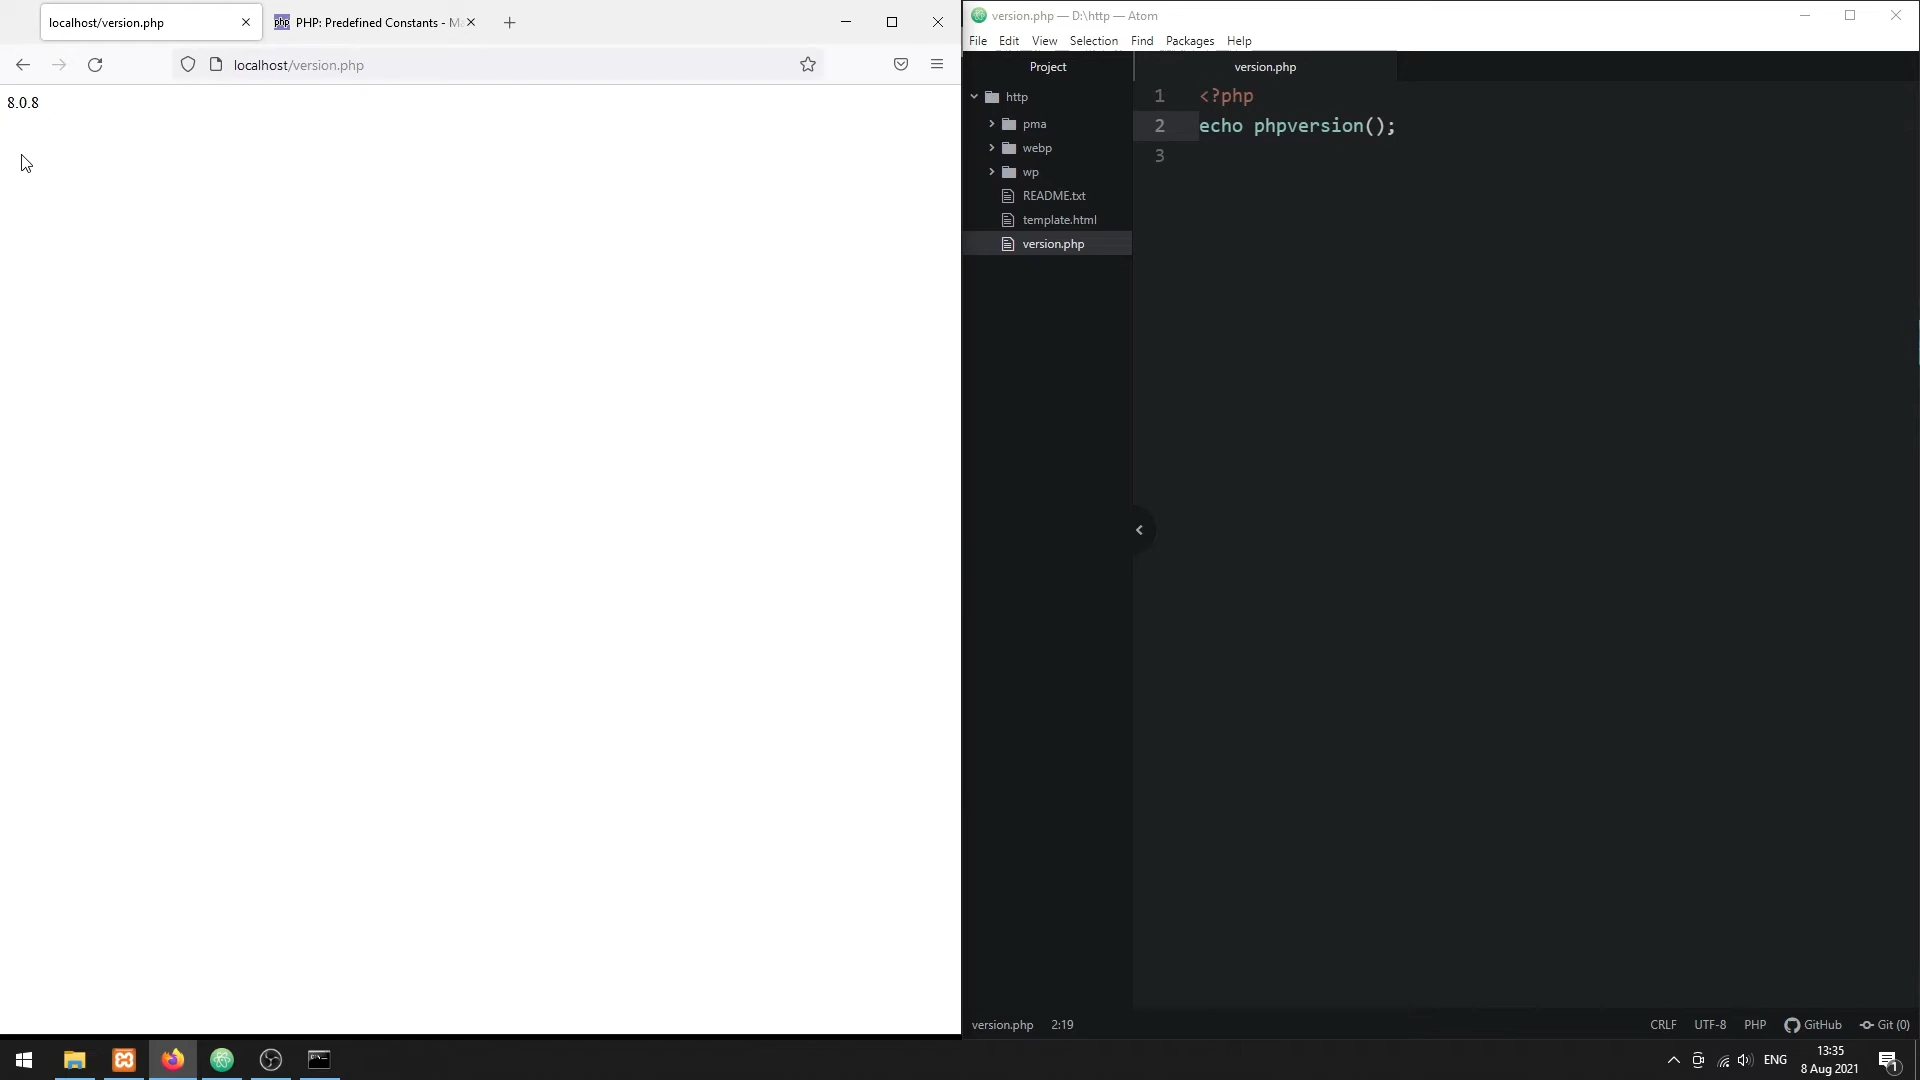 localhost/version.php
php PHP: Predefined Constants - Ma
localhost/version.php
8.0.8
version.php — D:\http — Atom
File Edit View Selection Find Packages Help
Project
version.php
http
pma
webp
wp
README.txt
template.html
version.php
1 <?php
2 echo phpversion();
3
version.php 2:19
CRLF UTF-8 PHP GitHub Git (0)
ENG
13:35
8 Aug 2021
1